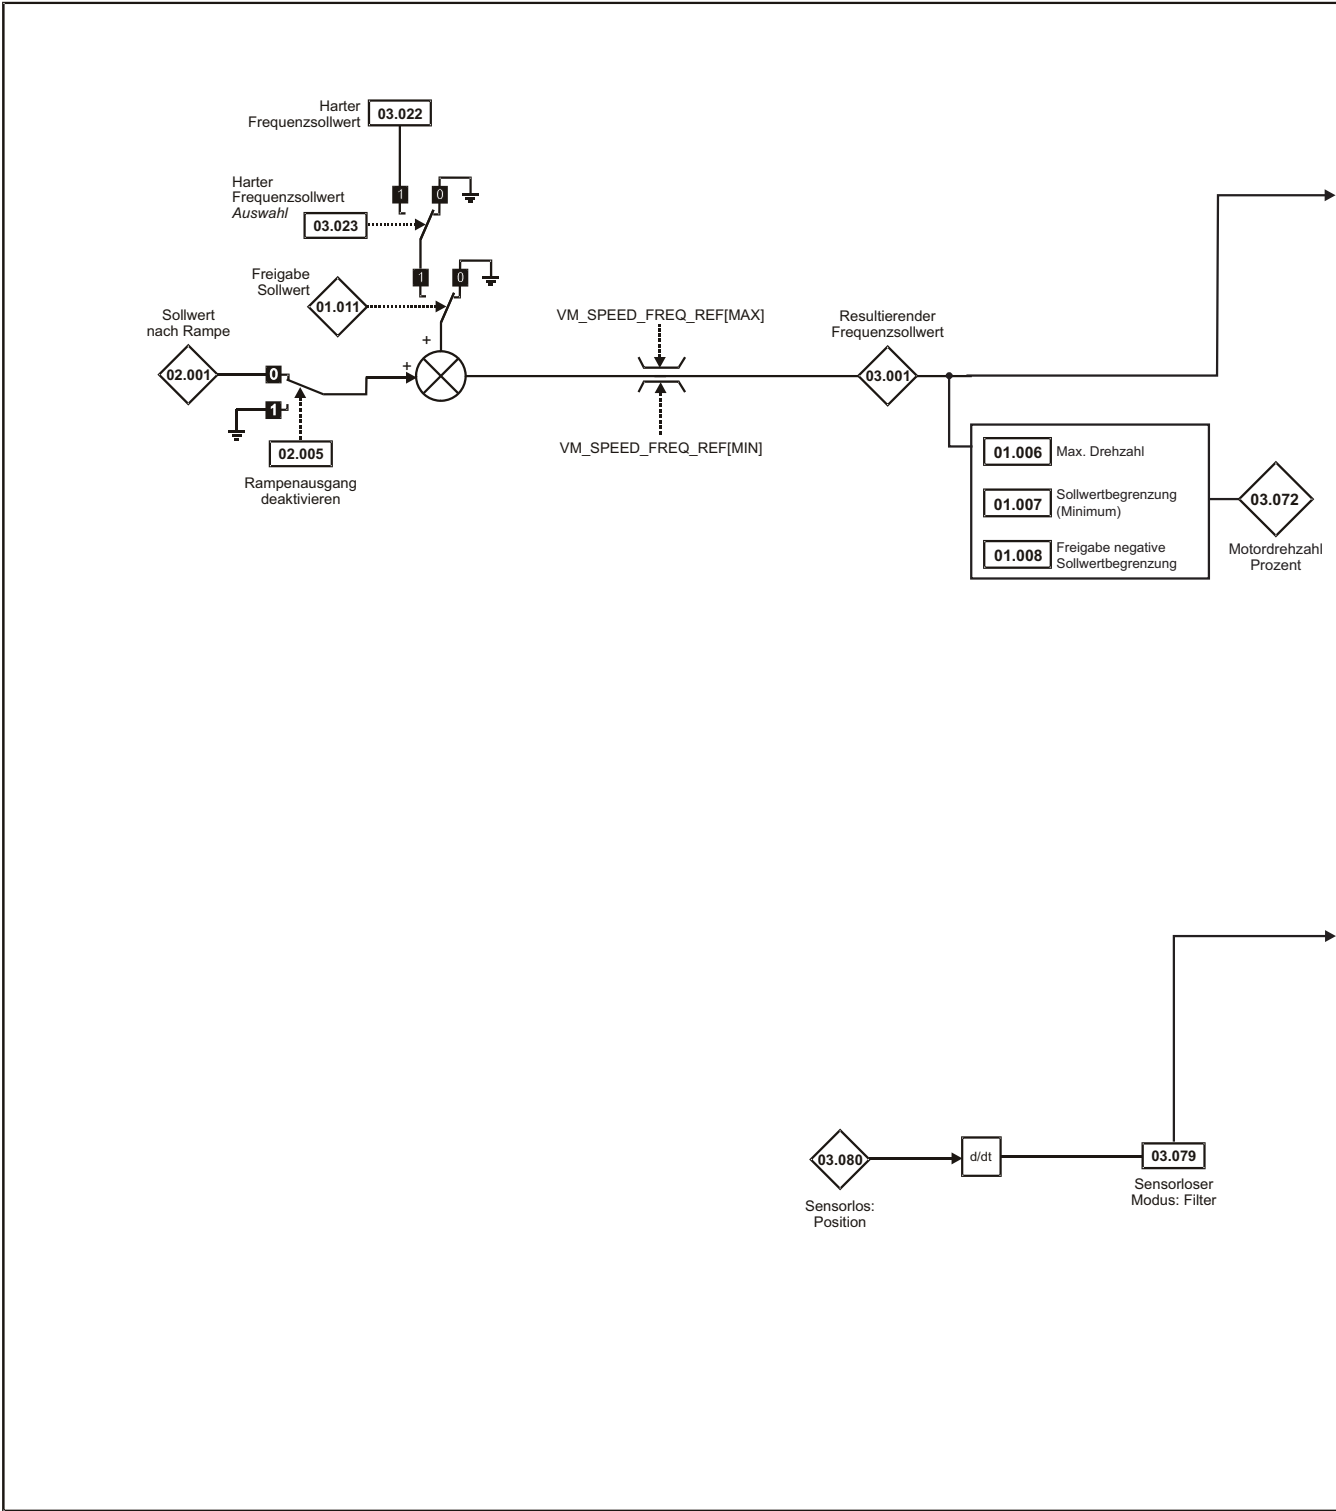 Harter
Frequenzsollwert
03.022
Harter
Frequenzsollwert
Auswahl
1
0
03.023
Freigabe
Sollwert
1
0
01.011
Sollwert
nach Rampe
VM_SPEED_FREQ_REF[MAX]
Resultierender
Frequenzsollwert
+
+
02.001
0
03.001
1
02.005
VM_SPEED_FREQ_REF[MIN]
Rampenausgang
deaktivieren
01.006 Max. Drehzahl
01.007 Sollwertbegrenzung
(Minimum)
01.008 Freigabe negative
Sollwertbegrenzung
03.072
Motordrehzahl
Prozent
03.080
d/dt
03.079
Sensorlos:
Position
Sensorloser
Modus: Filter